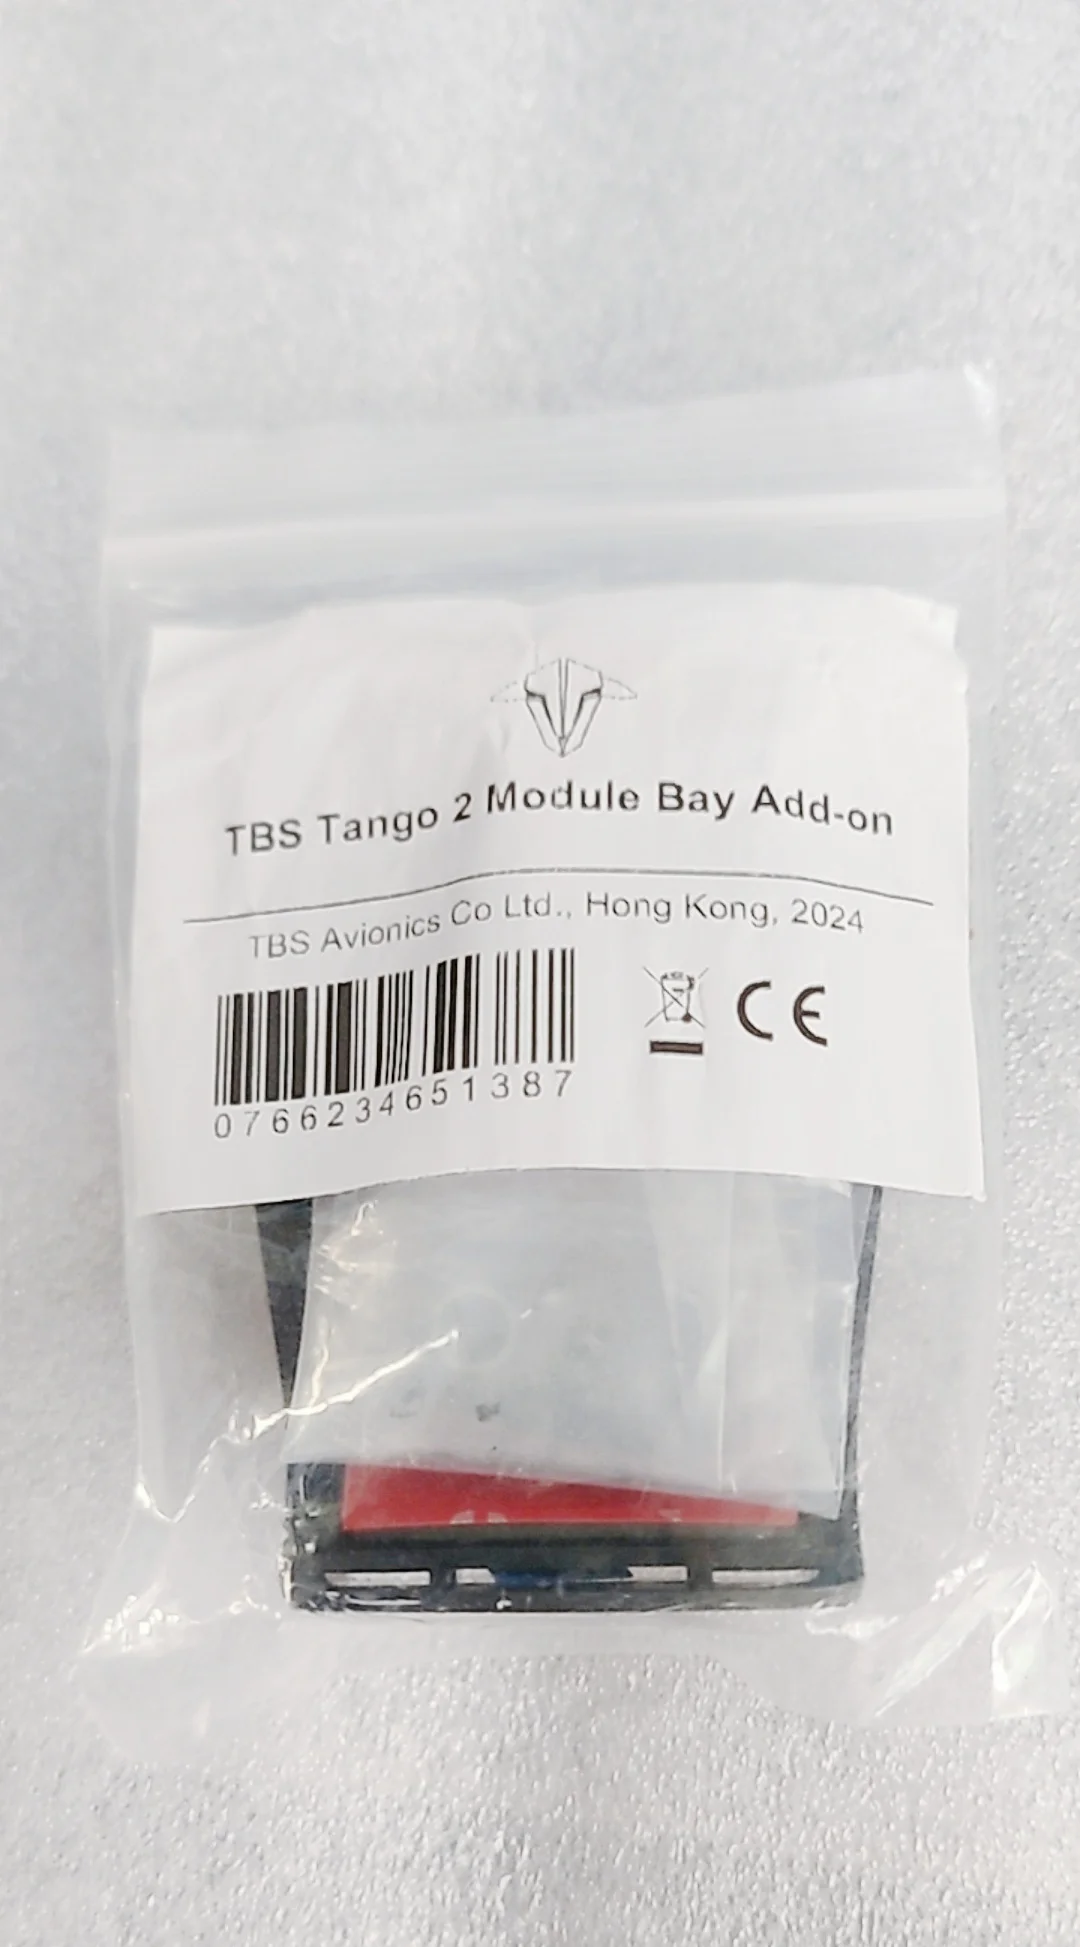 TBS Tango 2 Module Bay Add-on
TBS Avionics Co Ltd., Hong Kong, 2024
CE
0766234651387